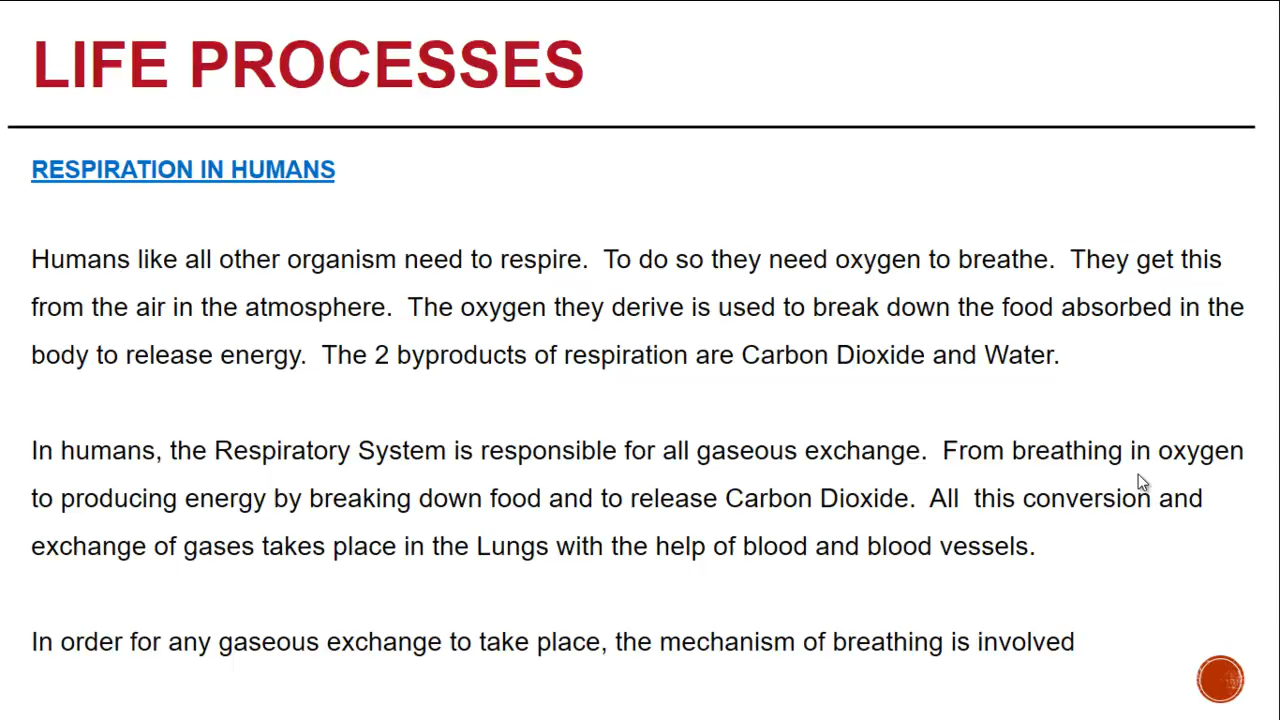 LIFE PROCESSES
RESPIRATION IN HUMANS
Humans like all other organism need to respire.  To do so they need oxygen to breathe.  They get this
from the air in the atmosphere.  The oxygen they derive is used to break down the food absorbed in the
body to release energy.  The 2 byproducts of respiration are Carbon Dioxide and Water.
In humans, the Respiratory System is responsible for all gaseous exchange.  From breathing in oxygen
to producing energy by breaking down food and to release Carbon Dioxide.  All  this conversion and
exchange of gases takes place in the Lungs with the help of blood and blood vessels.
In order for any gaseous exchange to take place, the mechanism of breathing is involved